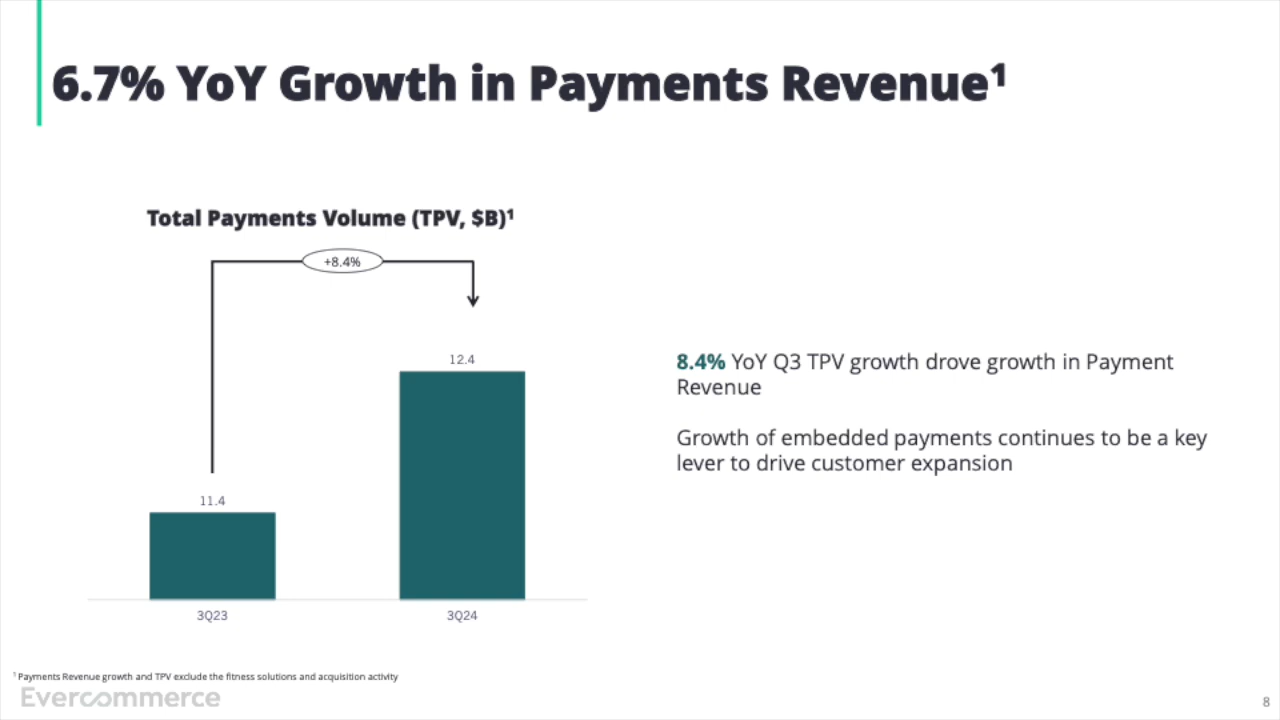 6.7% YoY Growth in Payments Revenue¹
Total Payments Volume (TPV, $B)¹
+8.4%
12.4
11.4
3Q23
3Q24
8.4% YoY Q3 TPV growth drove growth in Payment
Revenue
Growth of embedded payments continues to be a key
lever to drive customer expansion
¹ Payments Revenue growth and TPV exclude the fitness solutions and acquisition activity
Evercommerce
8